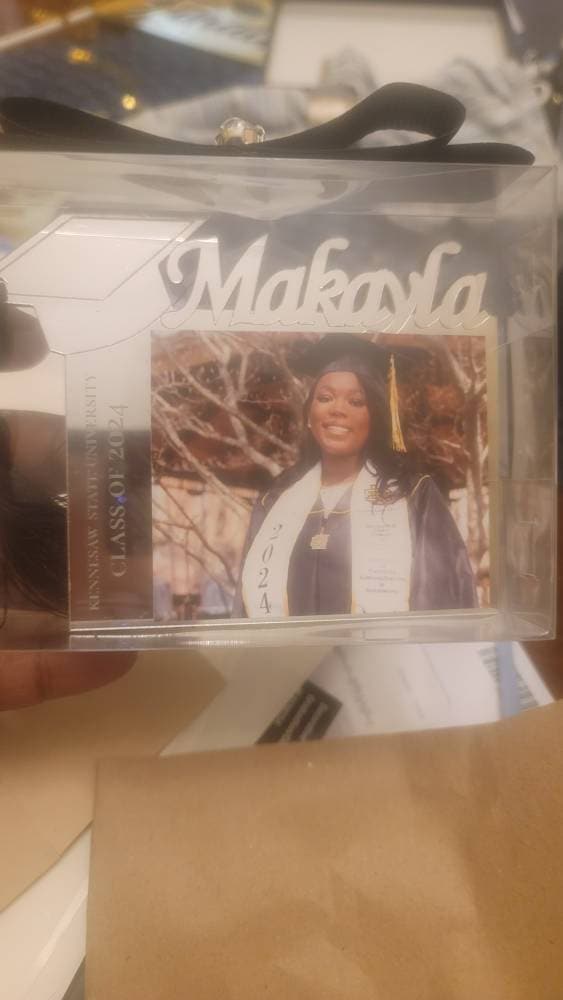 Makayla
KENNESAW STATE UNIVERSITY
CLASS OF 2024
2024